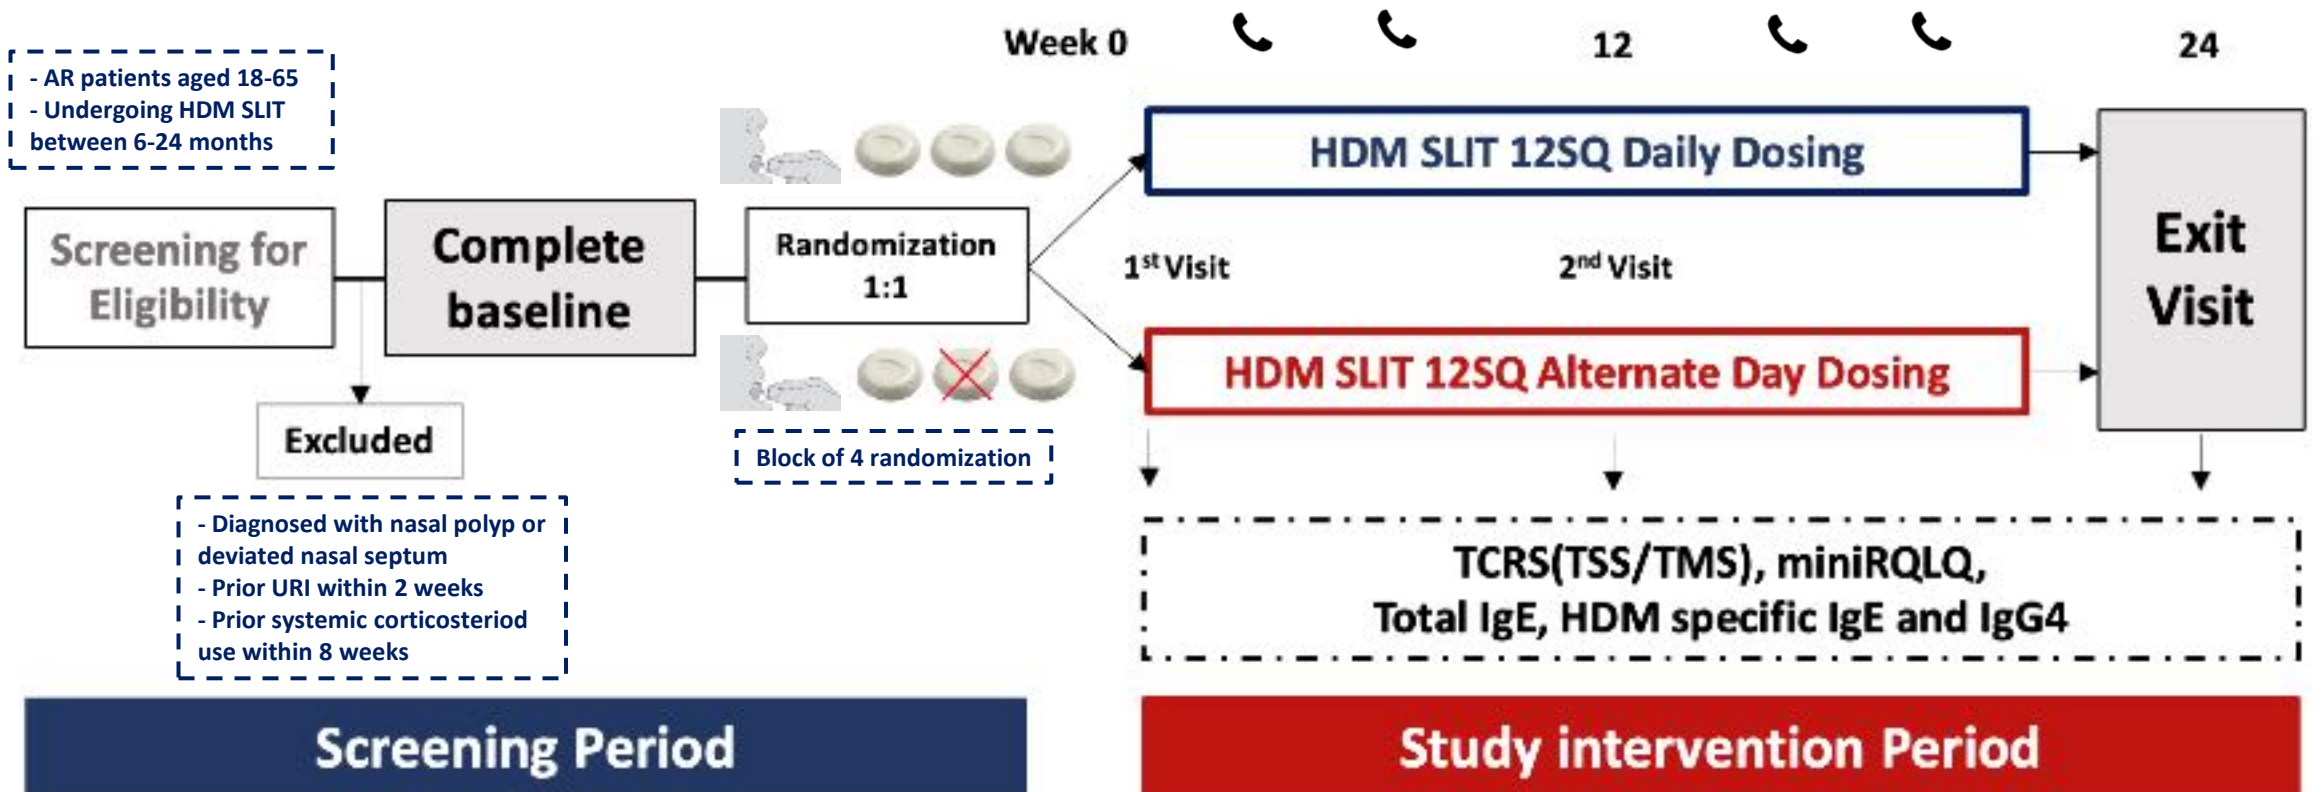 Week 0
12
24
- AR patients aged 18-65
- Undergoing HDM SLIT
between 6-24 months
HDM SLIT 12SQ Daily Dosing
Screening for
Eligibility
Complete
baseline
Randomization
1:1
1st Visit
2nd Visit
Exit
Visit
HDM SLIT 12SQ Alternate Day Dosing
Excluded
Block of 4 randomization
- Diagnosed with nasal polyp or
deviated nasal septum
- Prior URI within 2 weeks
- Prior systemic corticosteriod
use within 8 weeks
TCRS(TSS/TMS), miniRQLQ,
Total IgE, HDM specific IgE and IgG4
Screening Period
Study intervention Period